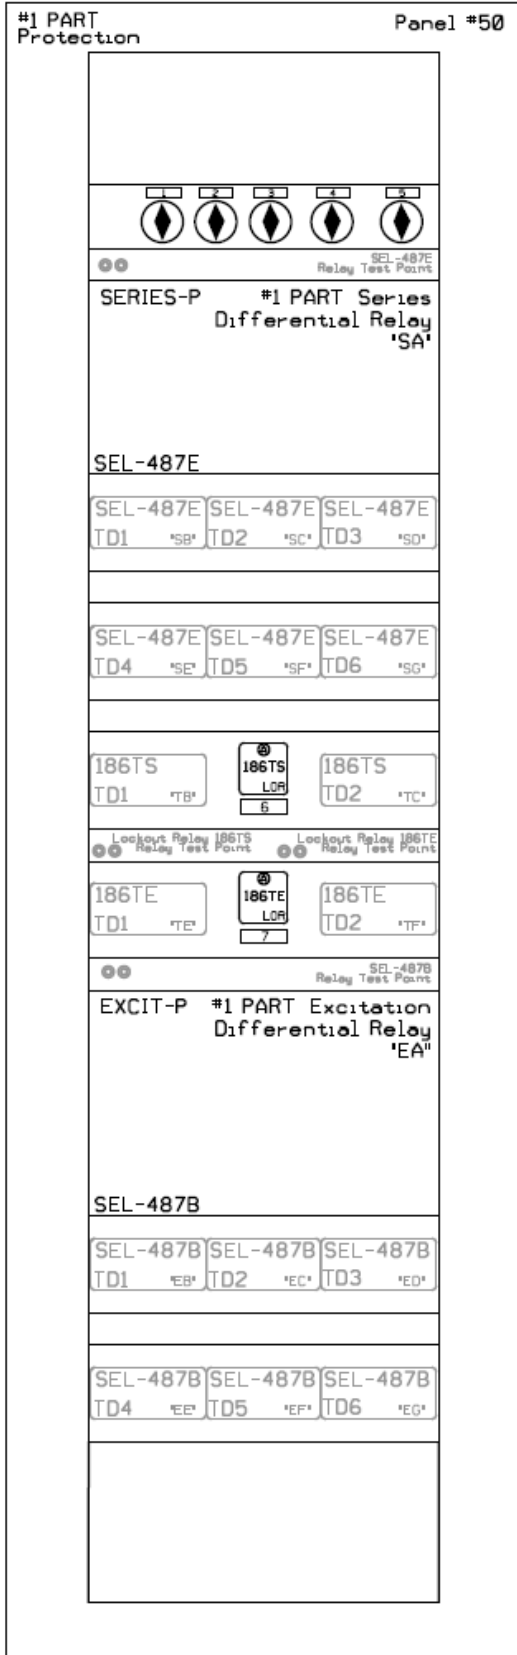 #1 PART
Protection
Panel #50
1 2 3 4 5
SEL-487E
Relay Test Point
SERIES-P
#1 PART Series
Differential Relay
"SA"
SEL-487E
SEL-487E SEL-487E SEL-487E
TD1 "SB" TD2 "SC" TD3 "SD"
SEL-487E SEL-487E SEL-487E
TD4 "SE" TD5 "SF" TD6 "SG"
186TS
TD1 "TB"
A
186TS
LOR
6
186TS
TD2 "TC"
Lockout Relay 186TS
Relay Test Point
Lockout Relay 186TE
Relay Test Point
186TE
TD1 "TE"
A
186TE
LOR
7
186TE
TD2 "TF"
SEL-487B
Relay Test Point
EXCIT-P
#1 PART Excitation
Differential Relay
"EA"
SEL-487B
SEL-487B SEL-487B SEL-487B
TD1 "EB" TD2 "EC" TD3 "ED"
SEL-487B SEL-487B SEL-487B
TD4 "EE" TD5 "EF" TD6 "EG"